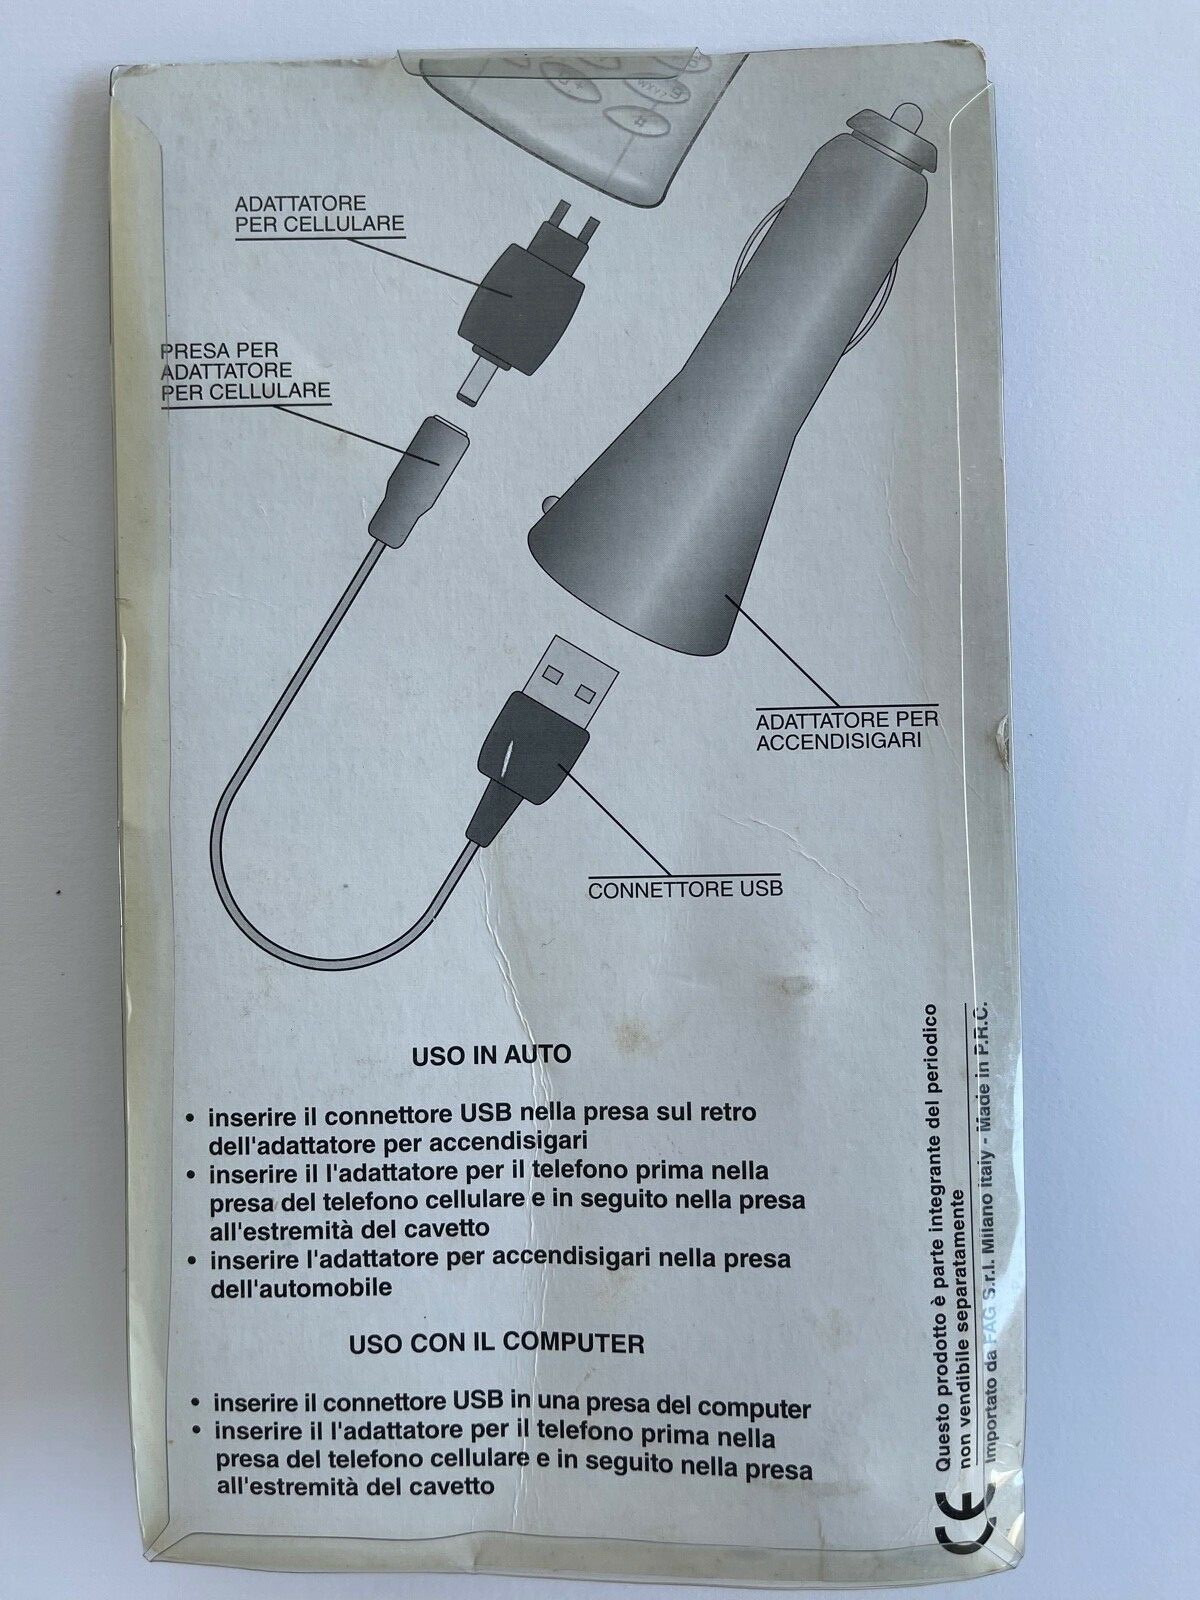 ADATTATORE
PER CELLULARE
PRESA PER
ADATTATORE
PER CELLULARE
ADATTATORE PER
ACCENDISIGARI
CONNETTORE USB
USO IN AUTO
• inserire il connettore USB nella presa sul retro
dell'adattatore per accendisigari
• inserire il l'adattatore per il telefono prima nella
presa del telefono cellulare e in seguito nella presa
all'estremità del cavetto
• inserire l'adattatore per accendisigari nella presa
dell'automobile
USO CON IL COMPUTER
• inserire il connettore USB in una presa del computer
• inserire il l'adattatore per il telefono prima nella
presa del telefono cellulare e in seguito nella presa
all'estremità del cavetto
Questo prodotto è parte integrante del periodico
non vendibile separatamente
Importato da FAG S.r.l. Milano Italy - Made in P.R.C.
CE
WXYZ 9
#